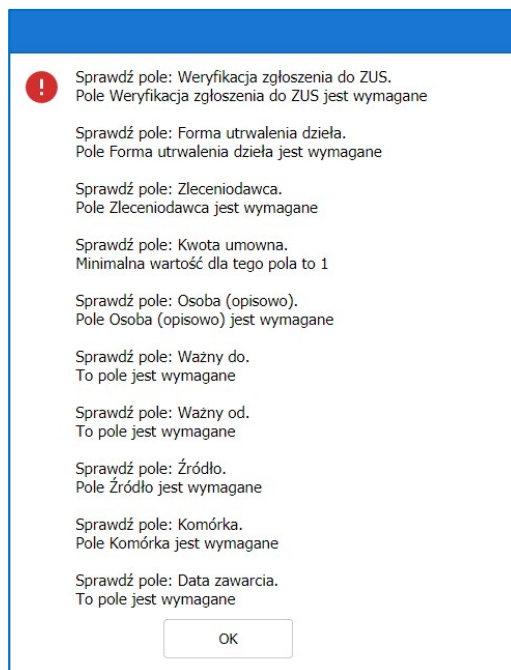 Sprawdź pole: Weryfikacja zgłoszenia do ZUS.
Pole Weryfikacja zgłoszenia do ZUS jest wymagane
Sprawdź pole: Forma utrwalenia dzieła.
Pole Forma utrwalenia dzieła jest wymagane
Sprawdź pole: Zleceniodawca.
Pole Zleceniodawca jest wymagane
Sprawdź pole: Kwota umowna.
Minimalna wartość dla tego pola to 1
Sprawdź pole: Osoba (opisowo).
Pole Osoba (opisowo) jest wymagane
Sprawdź pole: Ważny do.
To pole jest wymagane
Sprawdź pole: Ważny od.
To pole jest wymagane
Sprawdź pole: Źródło.
Pole Źródło jest wymagane
Sprawdź pole: Komórka.
Pole Komórka jest wymagane
Sprawdź pole: Data zawarcia.
To pole jest wymagane
OK